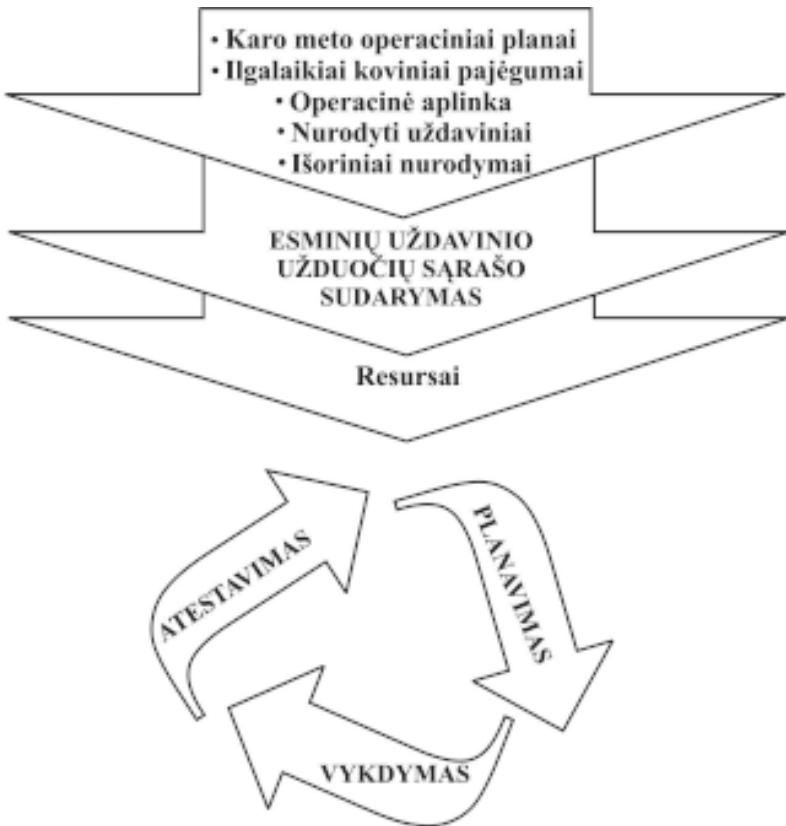 • Karo meto operaciniai planai
• Ilgalaikiai koviniai pajėgumai
• Operacinė aplinka
• Nurodyti uždaviniai
• Išoriniai nurodymai
ESMINIŲ UŽDAVINIO
UŽDUOČIŲ SĄRAŠO
SUDARYMAS
Resursai
ATESTAVIMAS
PLANAVIMAS
VYKDYMAS